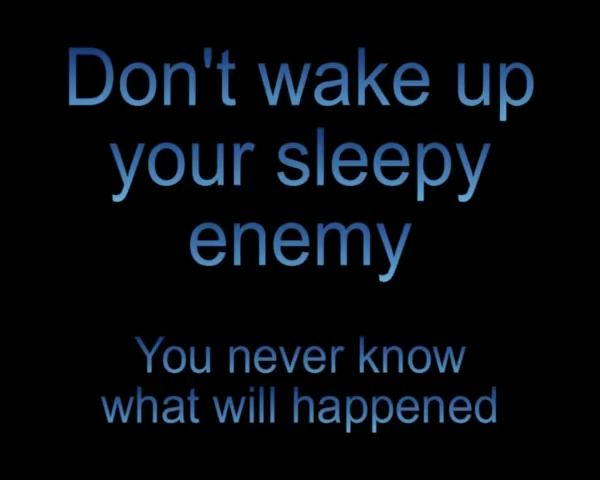 Don't wake up
your sleepy
enemy
You never know
what will happened